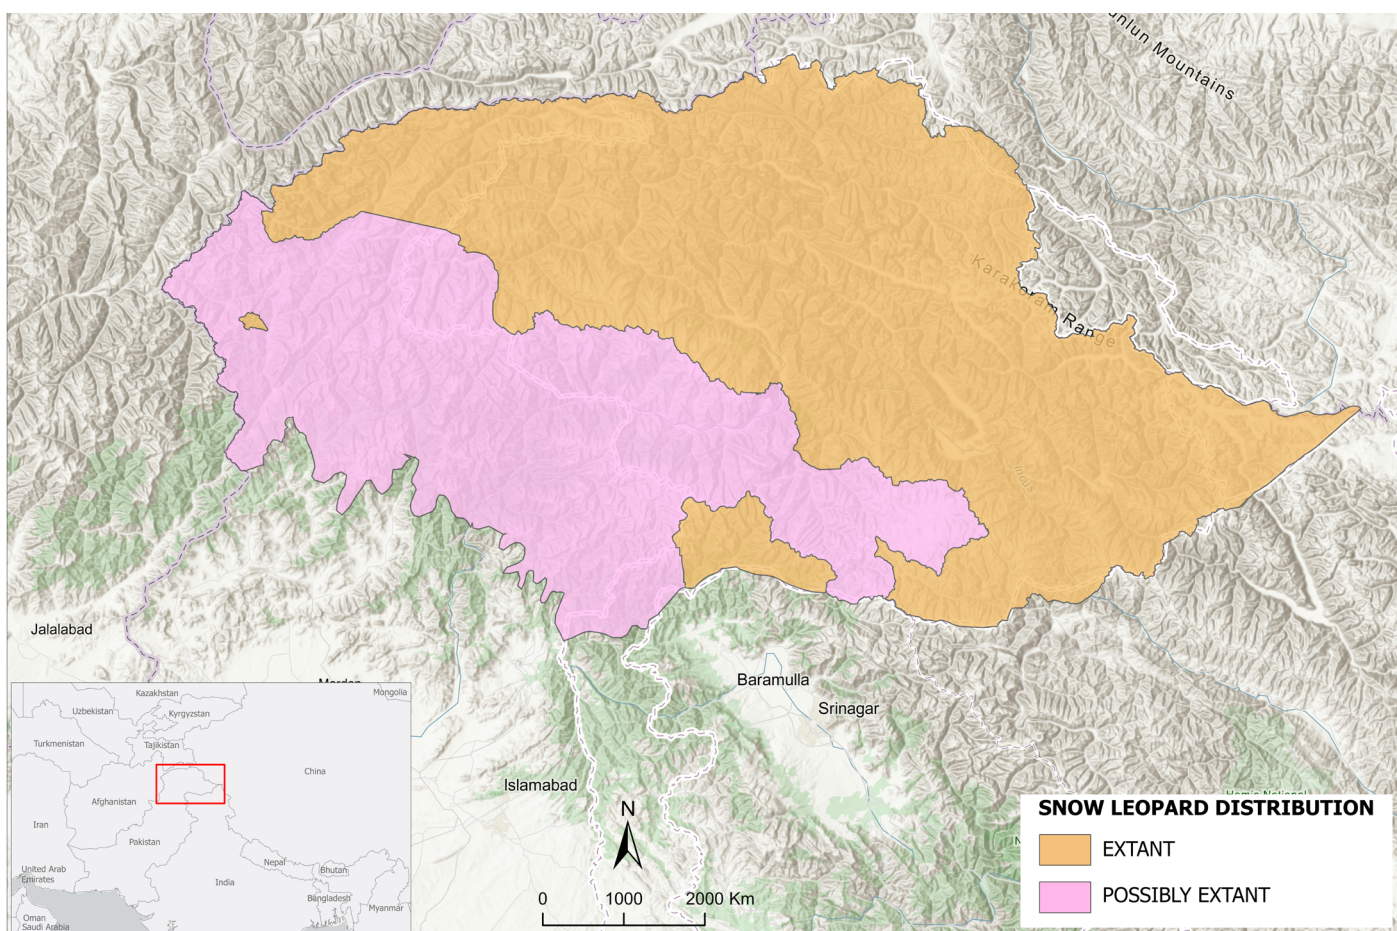 unlun Mountains
Karakoram Range
Indus
Jalalabad
Mardan
Baramulla
Srinagar
Islamabad
N
0 1000 2000 Km
Kazakhstan
Mongolia
Uzbekistan
Kyrgyzstan
Turkmenistan
Tajikistan
China
Afghanistan
Iran
Pakistan
United Arab
Emirates
Nepal
Bhutan
India
Bangladesh
Myanmar
Oman
Saudi Arabia
SNOW LEOPARD DISTRIBUTION
EXTANT
POSSIBLY EXTANT